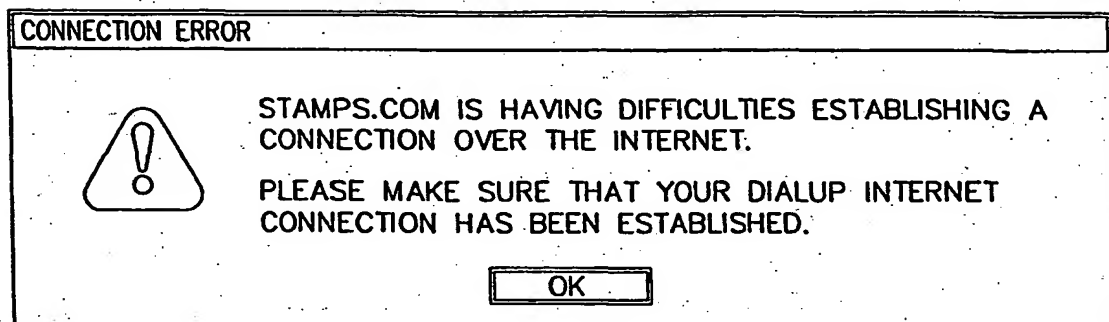 CONNECTION ERROR
STAMPS.COM IS HAVING DIFFICULTIES ESTABLISHING A
CONNECTION OVER THE INTERNET.
PLEASE MAKE SURE THAT YOUR DIALUP INTERNET
CONNECTION HAS BEEN ESTABLISHED.
OK